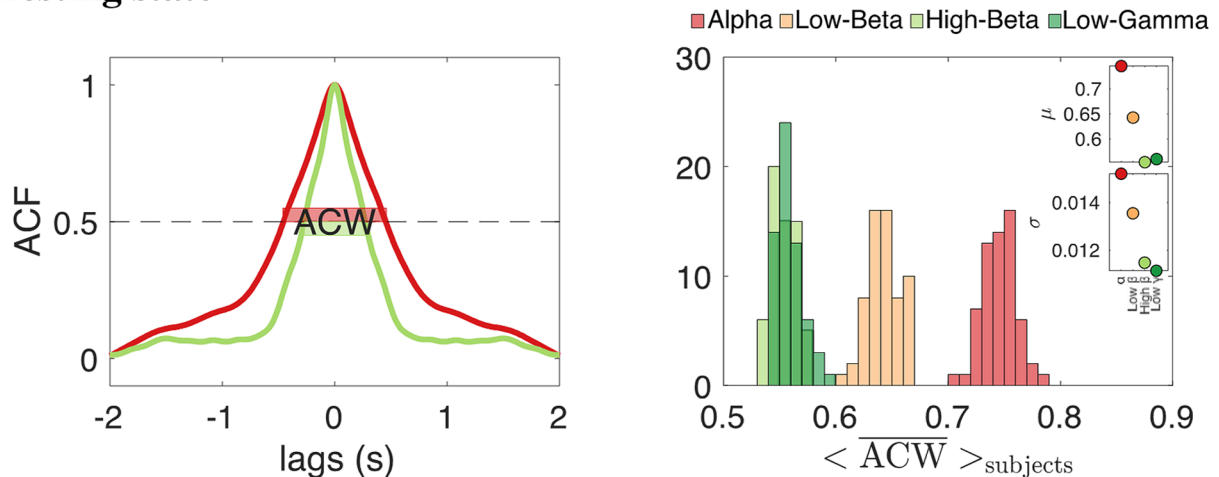 Alpha Low-Beta High-Beta Low-Gamma
ACF
1
0.5
0
ACW
-2 -1 0 1 2
lags (s)
30
20
10
0
0.5 0.6 0.7 0.8 0.9
< ACW >subjects
μ
0.7
0.65
0.6
σ
0.014
0.012
α
Low β
High β
Low γ